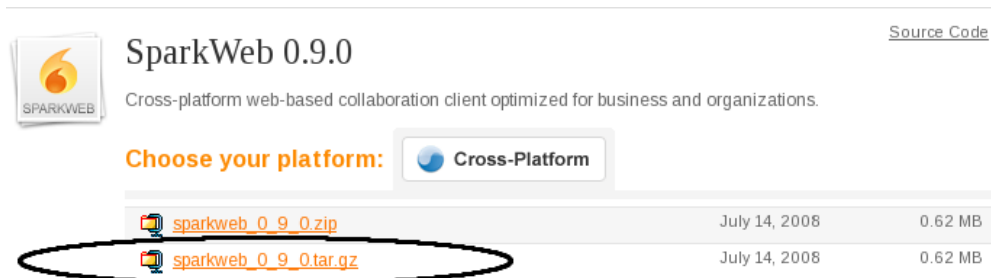 Source Code
SparkWeb 0.9.0
SPARKWEB
Cross-platform web-based collaboration client optimized for business and organizations.
Choose your platform: Cross-Platform
sparkweb_0_9_0.zip July 14, 2008 0.62 MB
sparkweb_0_9_0.tar.gz July 14, 2008 0.62 MB